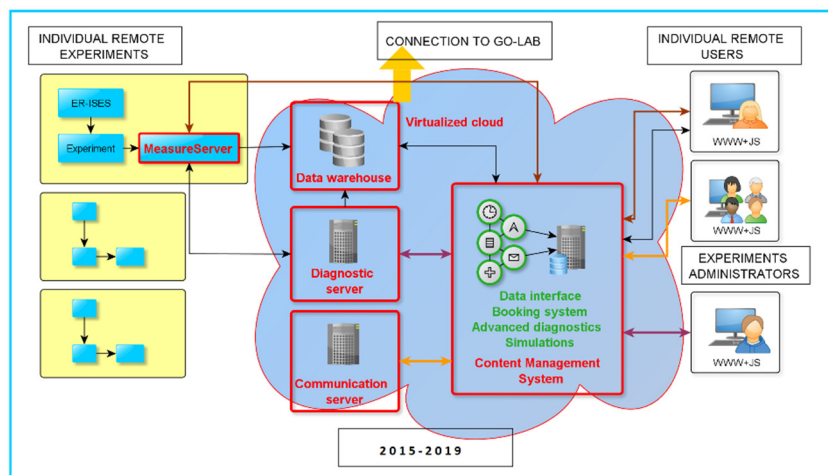 INDIVIDUAL REMOTE
EXPERIMENTS
CONNECTION TO GO-LAB
INDIVIDUAL REMOTE
USERS
ER-ISES
Experiment
MeasureServer
Virtualized cloud
Data warehouse
WWW+JS
WWW+JS
Diagnostic
server
Data interface
Booking system
Advanced diagnostics
Simulations
Content Management
System
EXPERIMENTS
ADMINISTRATORS
WWW+JS
Communication
server
2015-2019